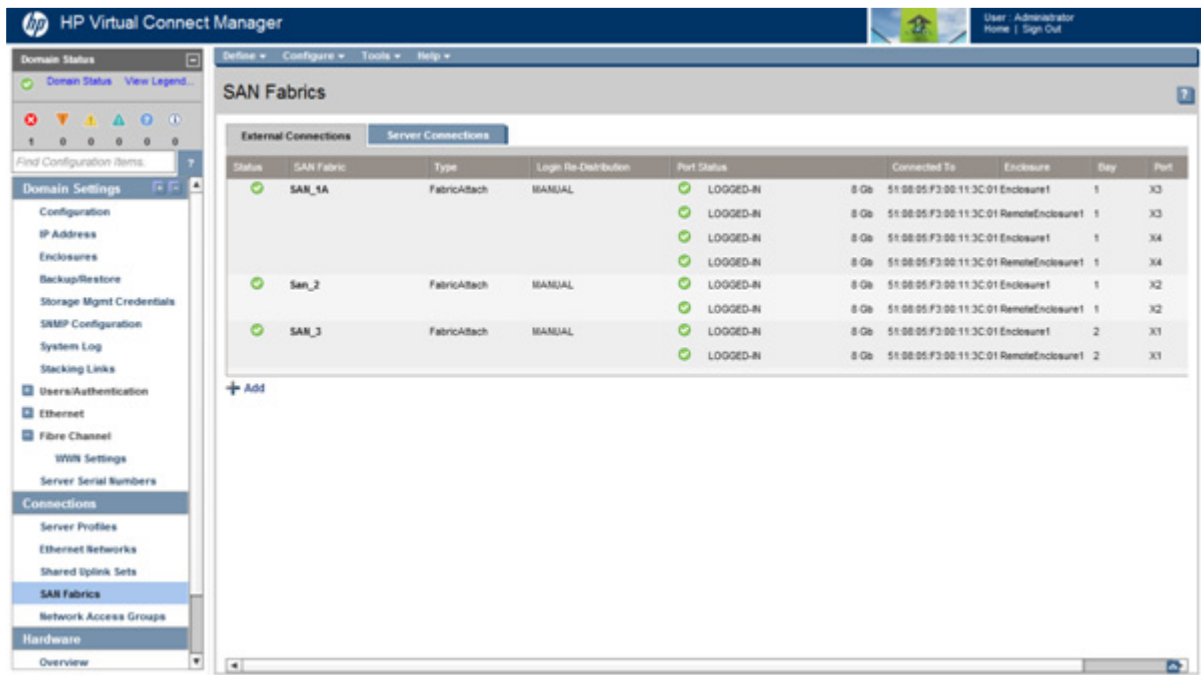 hp HP Virtual Connect Manager
User : Administrator
Home | Sign Out
Domain Status
Domain Status View Legend...
1 0 0 0 0 0
Find Configuration Items. ?
Domain Settings
Configuration
IP Address
Enclosures
Backup/Restore
Storage Mgmt Credentials
SNMP Configuration
System Log
Stacking Links
Users/Authentication
Ethernet
Fibre Channel
WWN Settings
Server Serial Numbers
Connections
Server Profiles
Ethernet Networks
Shared Uplink Sets
SAN Fabrics
Network Access Groups
Hardware
Overview
Define Configure Tools Help
SAN Fabrics ?
External Connections Server Connections
Status SAN Fabric Type Login Re-Distribution Port Status Connected To Enclosure Bay Port
SAN_1A FabricAttach MANUAL LOGGED-IN 8 Gb 51:08:05:F3:00:11:3C:01 Enclosure1 1 X3
LOGGED-IN 8 Gb 51:08:05:F3:00:11:3C:01 RemoteEnclosure1 1 X3
LOGGED-IN 8 Gb 51:08:05:F3:00:11:3C:01 Enclosure1 1 X4
LOGGED-IN 8 Gb 51:08:05:F3:00:11:3C:01 RemoteEnclosure1 1 X4
San_2 FabricAttach MANUAL LOGGED-IN 8 Gb 51:08:05:F3:00:11:3C:01 Enclosure1 1 X2
LOGGED-IN 8 Gb 51:08:05:F3:00:11:3C:01 RemoteEnclosure1 1 X2
SAN_3 FabricAttach MANUAL LOGGED-IN 8 Gb 51:08:05:F3:00:11:3C:01 Enclosure1 2 X1
LOGGED-IN 8 Gb 51:08:05:F3:00:11:3C:01 RemoteEnclosure1 2 X1
Add